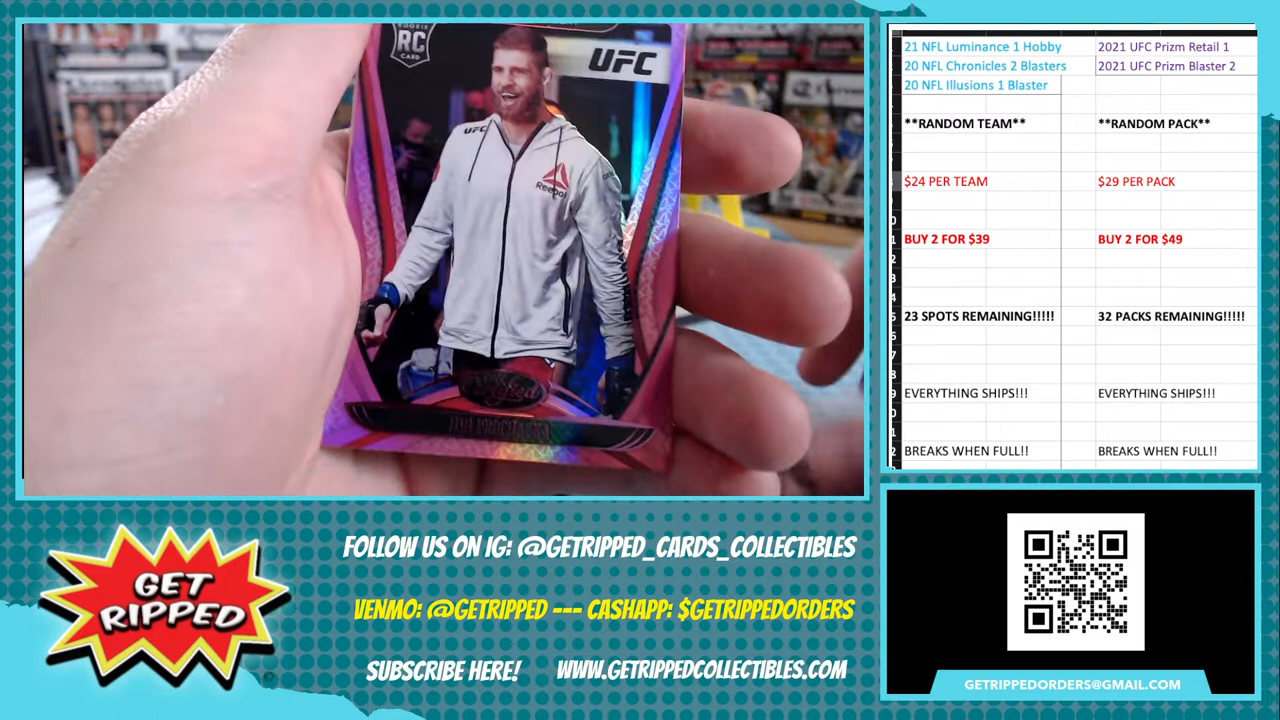 ROOKIE
RC
CARD
UFC
UFC
Reebok
JIRI PROCHAZKA
21 NFL Luminance 1 Hobby
2021 UFC Prizm Retail 1
20 NFL Chronicles 2 Blasters
2021 UFC Prizm Blaster 2
20 NFL Illusions 1 Blaster
**RANDOM TEAM**
**RANDOM PACK**
$24 PER TEAM
$29 PER PACK
BUY 2 FOR $39
BUY 2 FOR $49
23 SPOTS REMAINING!!!!!
32 PACKS REMAINING!!!!!
EVERYTHING SHIPS!!!
EVERYTHING SHIPS!!!
BREAKS WHEN FULL!!
BREAKS WHEN FULL!!
GET
RIPPED
FOLLOW US ON IG: @GETRIPPED_CARDS_COLLECTIBLES
VENMO: @GETRIPPED --- CASHAPP: $GETRIPPEDORDERS
SUBSCRIBE HERE!
WWW.GETRIPPEDCOLLECTIBLES.COM
GETRIPPEDORDERS@GMAIL.COM